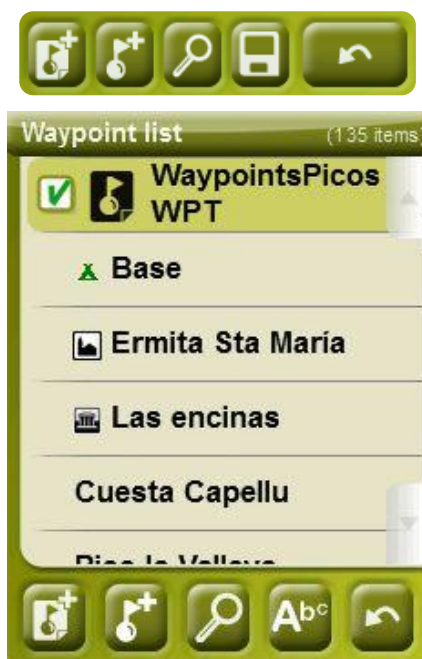 Waypoint list (135 items)
WaypointsPicos
WPT
Base
Ermita Sta María
Las encinas
Cuesta Capellu
Abc